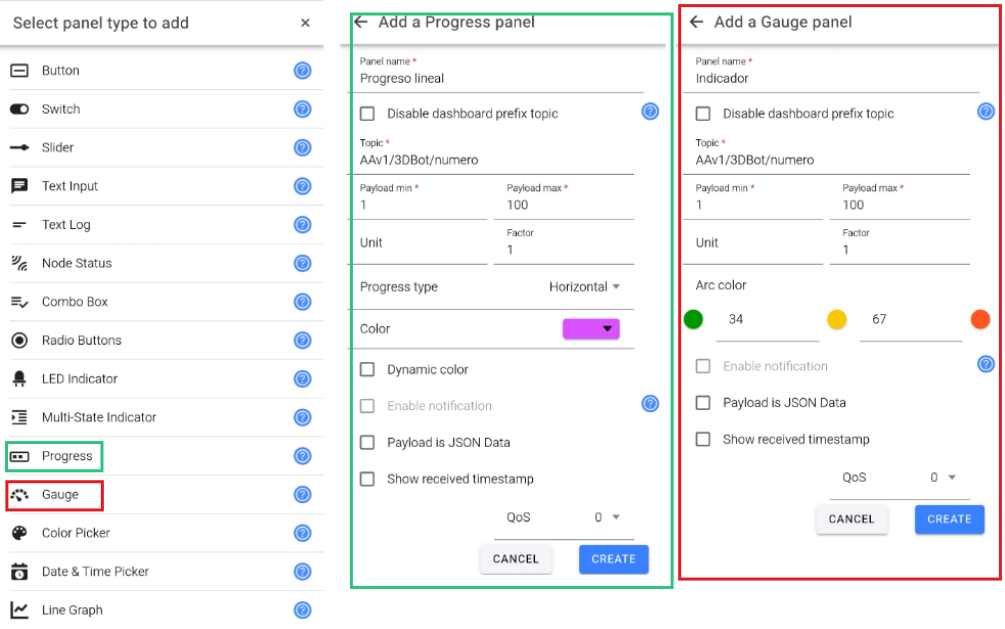 Select panel type to add ×
Button
Switch
Slider
Text Input
Text Log
Node Status
Combo Box
Radio Buttons
LED Indicator
Multi-State Indicator
Progress
Gauge
Color Picker
Date & Time Picker
Line Graph
Add a Progress panel
Panel name *
Progreso lineal
Disable dashboard prefix topic
Topic *
AAv1/3DBot/numero
Payload min * Payload max *
1 100
Factor
Unit 1
Progress type Horizontal
Color
Dynamic color
Enable notification
Payload is JSON Data
Show received timestamp
QoS 0
CANCEL CREATE
Add a Gauge panel
Panel name *
Indicador
Disable dashboard prefix topic
Topic *
AAv1/3DBot/numero
Payload min * Payload max *
1 100
Factor
Unit 1
Arc color
34 67
Enable notification
Payload is JSON Data
Show received timestamp
QoS 0
CANCEL CREATE